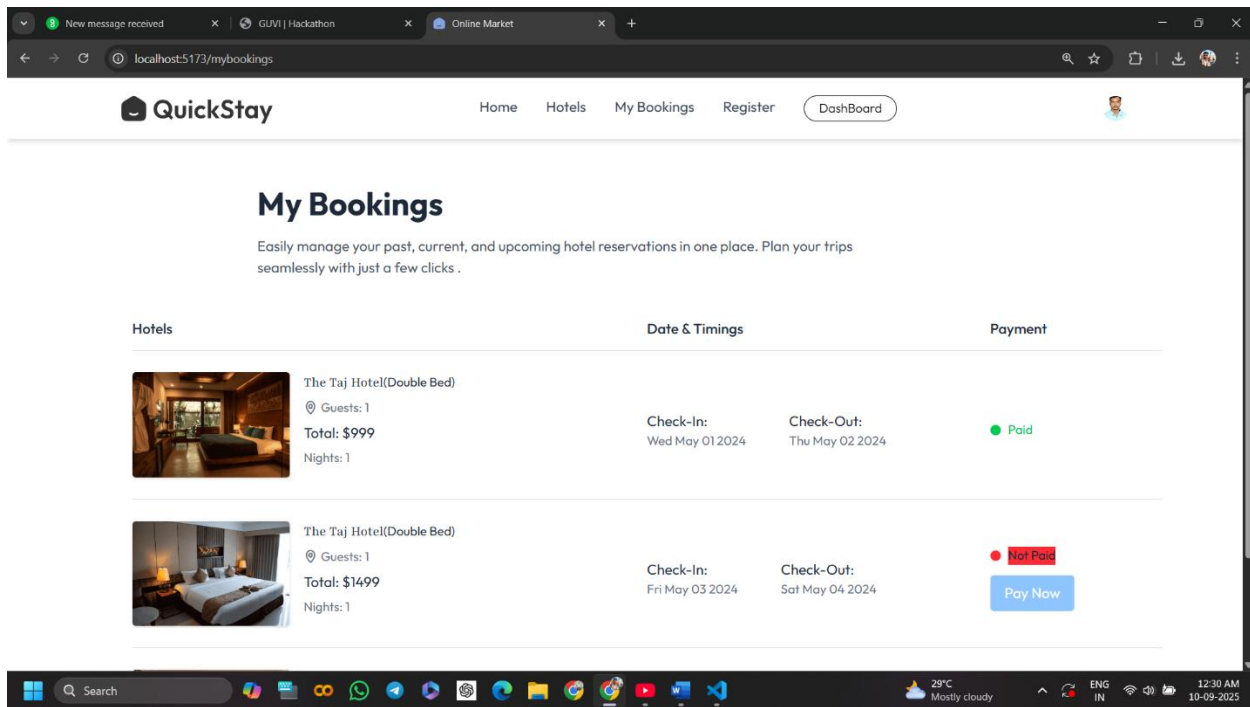 New message received
GUVI | Hackathon
Online Market
localhost:5173/mybookings
QuickStay
Home
Hotels
My Bookings
Register
DashBoard
My Bookings
Easily manage your past, current, and upcoming hotel reservations in one place. Plan your trips
seamlessly with just a few clicks .
Hotels
Date & Timings
Payment
The Taj Hotel(Double Bed)
Guests: 1
Total: $999
Nights: 1
Check-In:
Wed May 01 2024
Check-Out:
Thu May 02 2024
Paid
The Taj Hotel(Double Bed)
Guests: 1
Total: $1499
Nights: 1
Check-In:
Fri May 03 2024
Check-Out:
Sat May 04 2024
Not Paid
Pay Now
Search
29°C
Mostly cloudy
ENG
IN
12:30 AM
10-09-2025